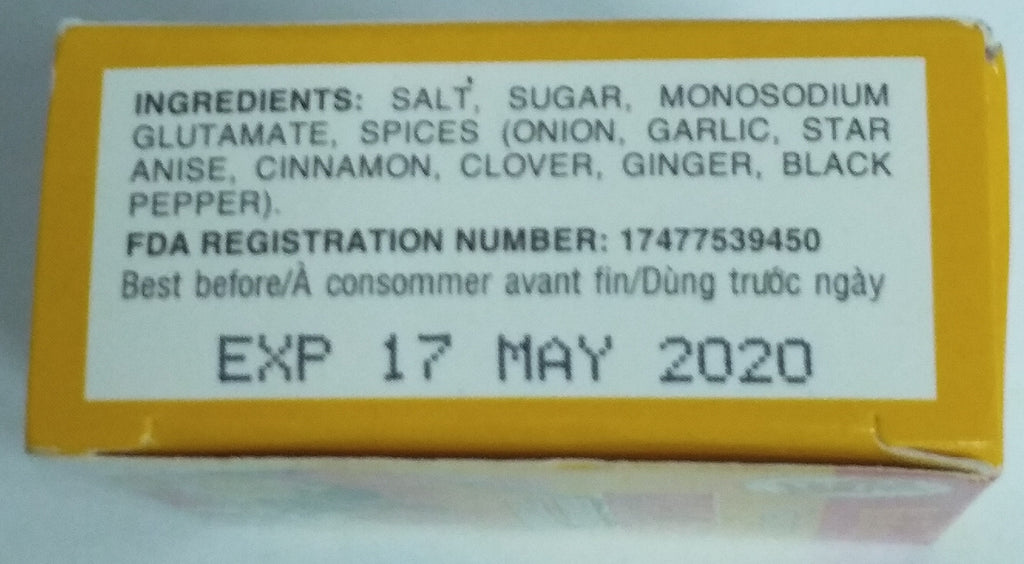 INGREDIENTS: SALT, SUGAR, MONOSODIUM
GLUTAMATE, SPICES (ONION, GARLIC, STAR
ANISE, CINNAMON, CLOVER, GINGER, BLACK
PEPPER).
FDA REGISTRATION NUMBER: 17477539450
Best before/À consommer avant fin/Dùng trước ngày
EXP 17 MAY 2020